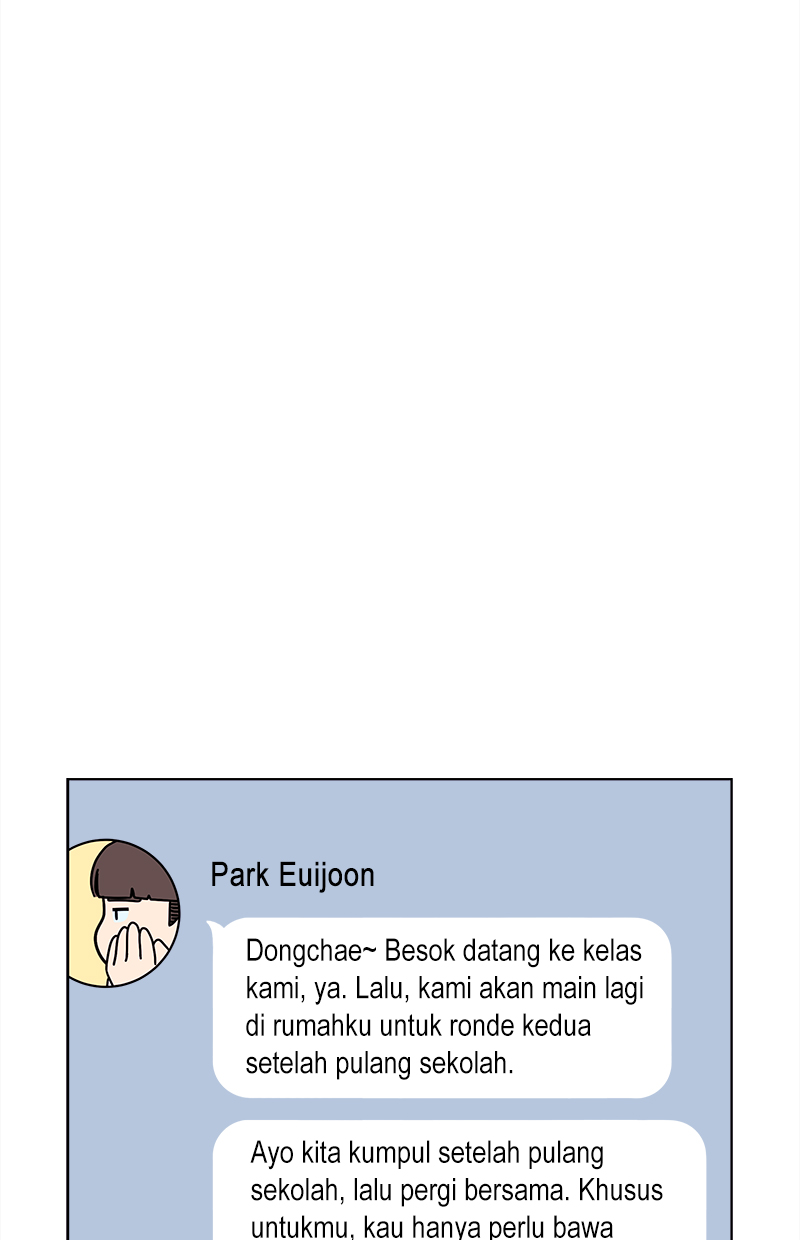 Park Euijoon
Dongchae~ Besok datang ke kelas
kami, ya. Lalu, kami akan main lagi
di rumahku untuk ronde kedua
setelah pulang sekolah.
Ayo kita kumpul setelah pulang
sekolah, lalu pergi bersama. Khusus
untukmu, kau hanya perlu bawa